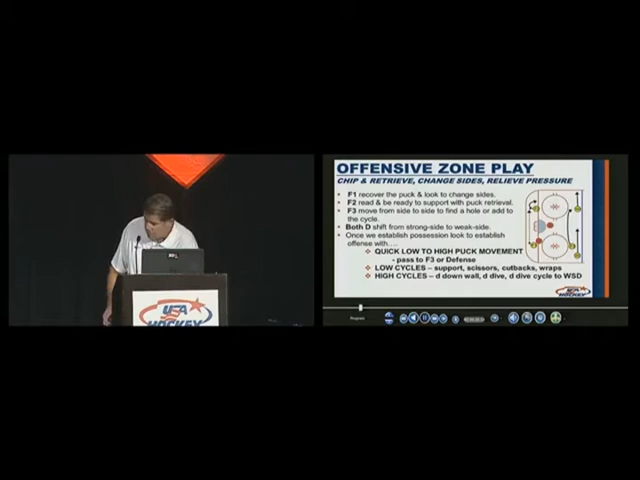 OFFENSIVE ZONE PLAY
CHIP & RETRIEVE, CHANGE SIDES, RELIEVE PRESSURE
• F1 recover the puck & look to change sides.
• F2 read & be ready to support with puck retrieval.
• F3 move from side to side to find a hole or add to
the cycle.
• Both D shift from strong-side to weak-side.
• Once we establish possession look to establish
offense with....
❖ QUICK LOW TO HIGH PUCK MOVEMENT
- pass to F3 or Defense
❖ LOW CYCLES – support, scissors, cutbacks, wraps
❖ HIGH CYCLES – d down wall, d dive, d dive cycle to WSD
USA
HOCKEY
HOCKEY